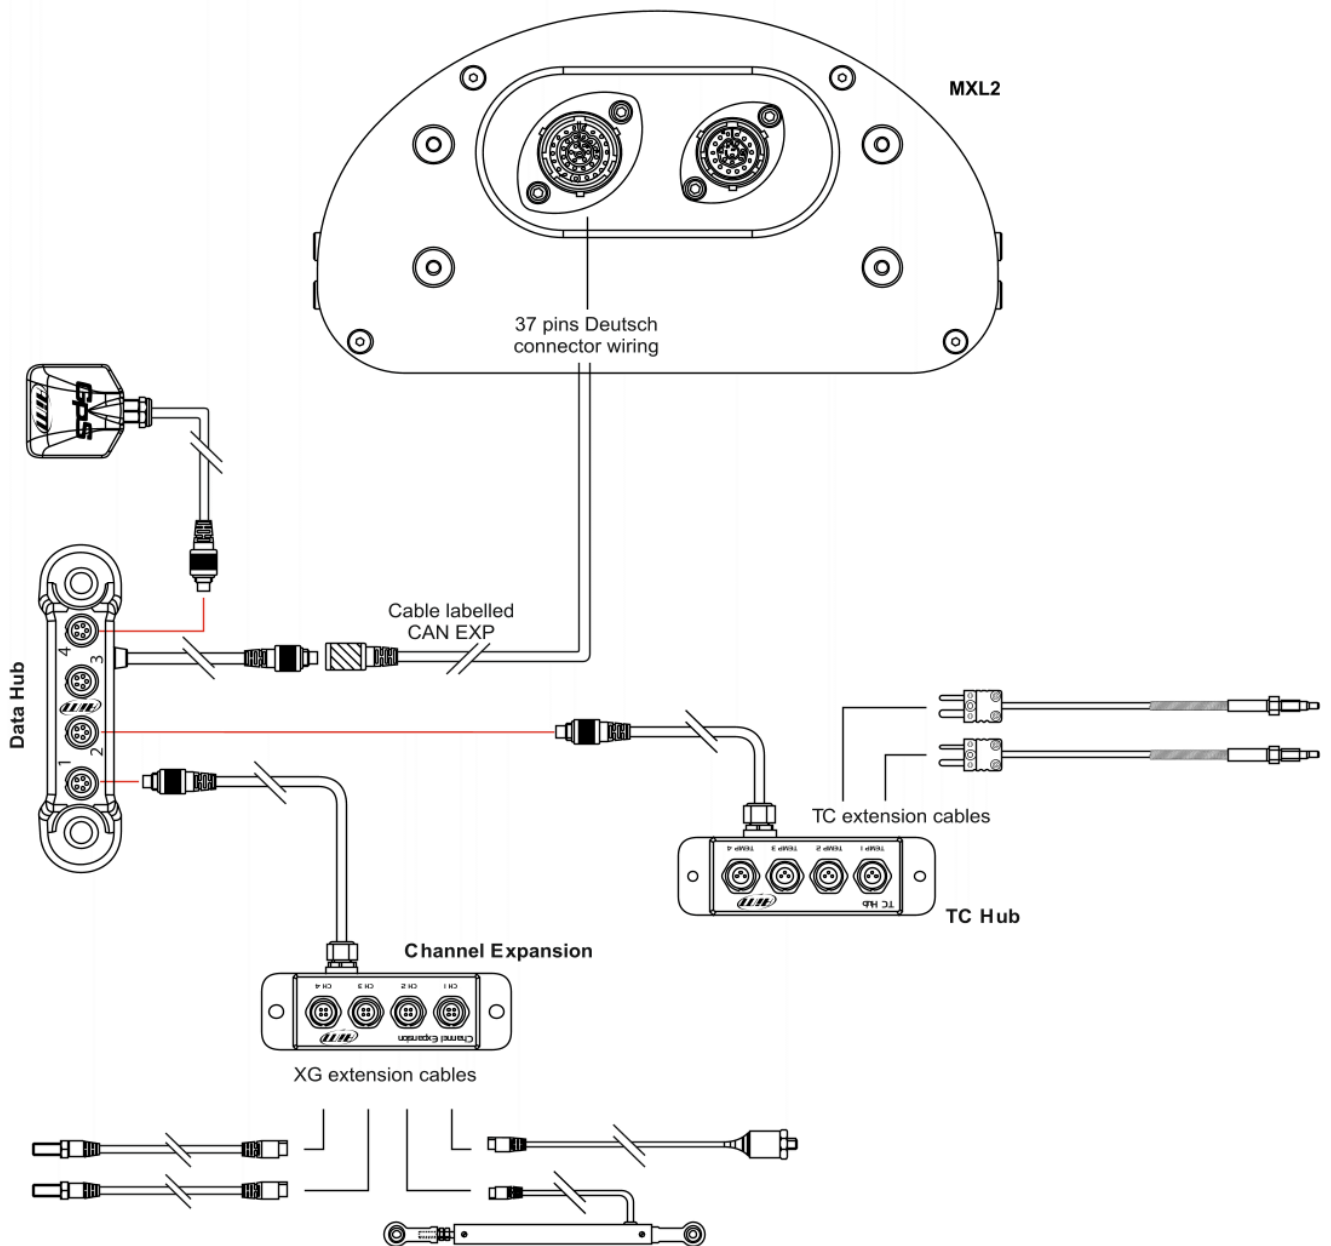 MXL2
37 pins Deutsch
connector wiring
GPS
Cable labelled
CAN EXP
Data Hub
4
3
2
1
TC extension cables
TEMP 4 TEMP 3 TEMP 2 TEMP 1
TC Hub
TC Hub
Channel Expansion
CH 4 CH 3 CH 2 CH 1
Channel Expansion
XG extension cables